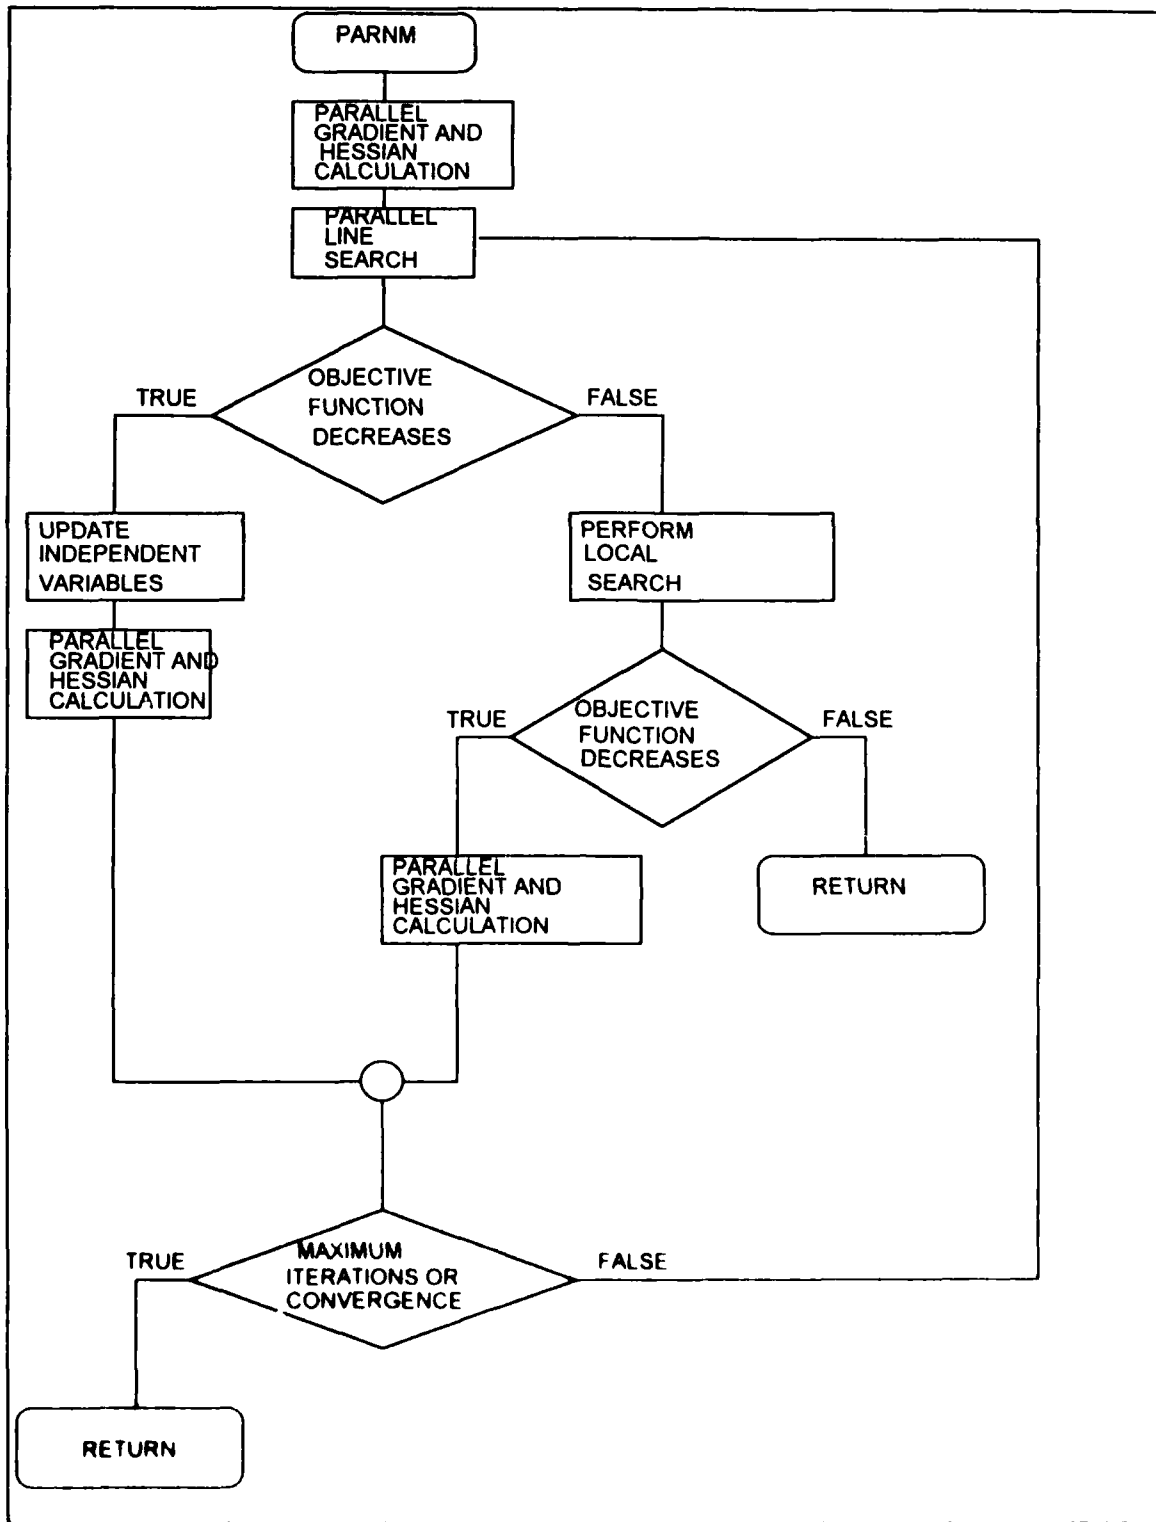 PARNM
PARALLEL
GRADIENT AND
HESSIAN
CALCULATION
PARALLEL
LINE
SEARCH
OBJECTIVE
FUNCTION
DECREASES
TRUE
FALSE
UPDATE
INDEPENDENT
VARIABLES
PERFORM
LOCAL
SEARCH
PARALLEL
GRADIENT AND
HESSIAN
CALCULATION
OBJECTIVE
FUNCTION
DECREASES
TRUE
FALSE
PARALLEL
GRADIENT AND
HESSIAN
CALCULATION
RETURN
MAXIMUM
ITERATIONS OR
CONVERGENCE
TRUE
FALSE
RETURN